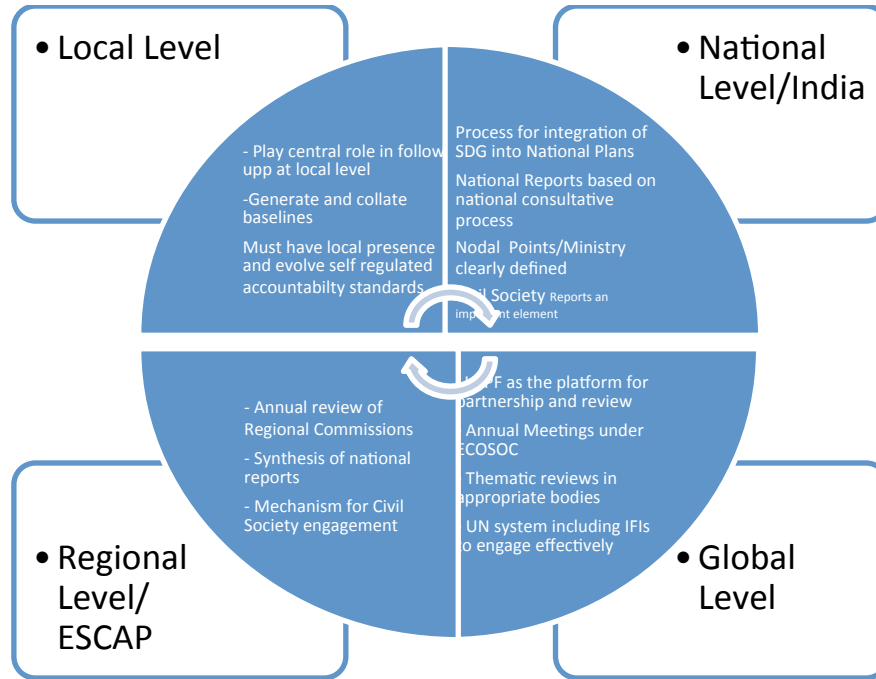 • Local Level
- Play central role in follow
upp at local level
-Generate and collate
baselines
Must have local presence
and evolve self regulated
accountabilty standards
• National
Level/India
Process for integration of
SDG into National Plans
National Reports based on
national consultative
process
Nodal Points/Ministry
clearly defined
Society Reports an
element
• Regional
Level/
ESCAP
- Annual review of
Regional Commissions
- Synthesis of national
reports
- Mechanism for Civil
Society engagement
• Global
Level
as the platform for
partnership and review
Annual Meetings under
ECOSOC
Thematic reviews in
appropriate bodies
UN system including IFIs
to engage effectively